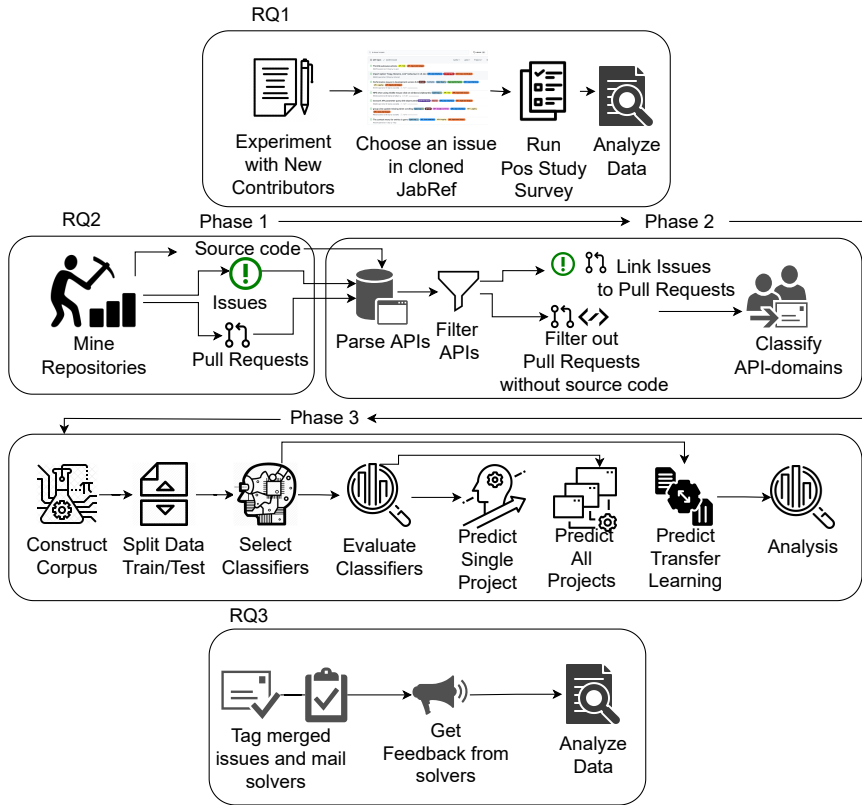 RQ1
Experiment
with New
Contributors
Choose an issue
in cloned
JabRef
Run
Pos Study
Survey
Analyze
Data
RQ2
Phase 1
Phase 2
Mine
Repositories
Source code
Issues
Pull Requests
Parse APIs
Filter
APIs
Link Issues
to Pull Requests
Filter out
Pull Requests
without source code
Classify
API-domains
Phase 3
Construct
Corpus
Split Data
Train/Test
Select
Classifiers
Evaluate
Classifiers
Predict
Single
Project
Predict
All
Projects
Predict
Transfer
Learning
Analysis
RQ3
Tag merged
issues and mail
solvers
Get
Feedback from
solvers
Analyze
Data